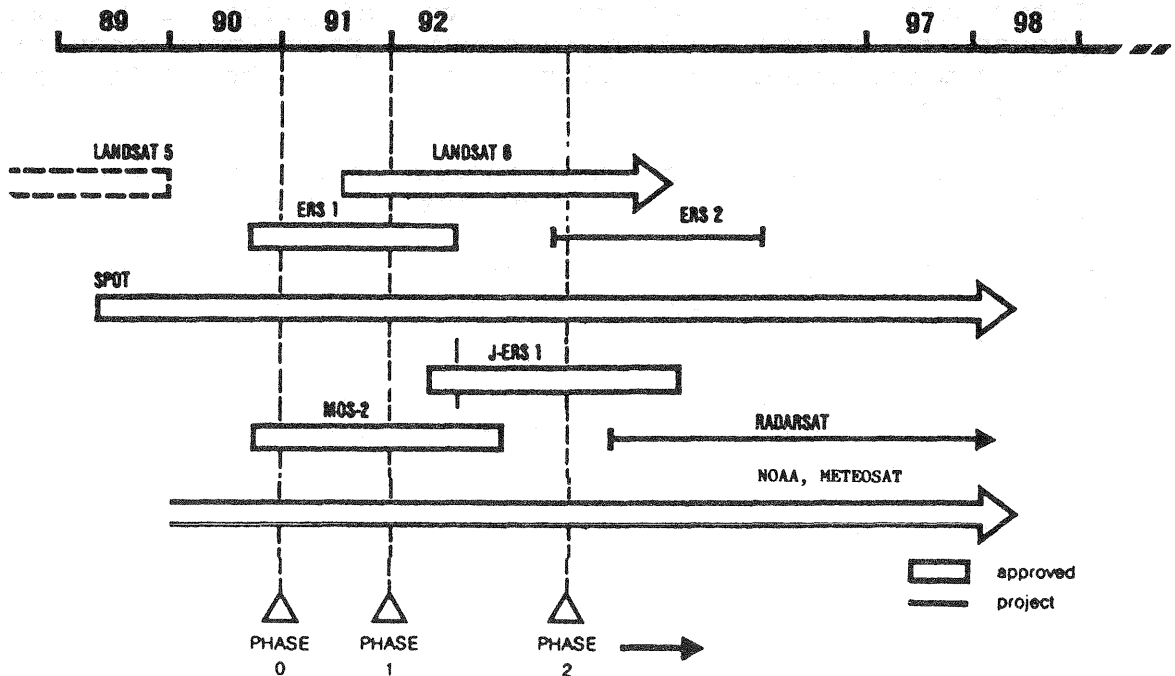 89 90 91 92 97 98
LANDSAT 5 LANDSAT 6
ERS 1 ERS 2
SPOT
J-ERS 1
MOS-2
RADARSAT
NOAA, METEOSAT
approved
project
PHASE PHASE PHASE
0 1 2